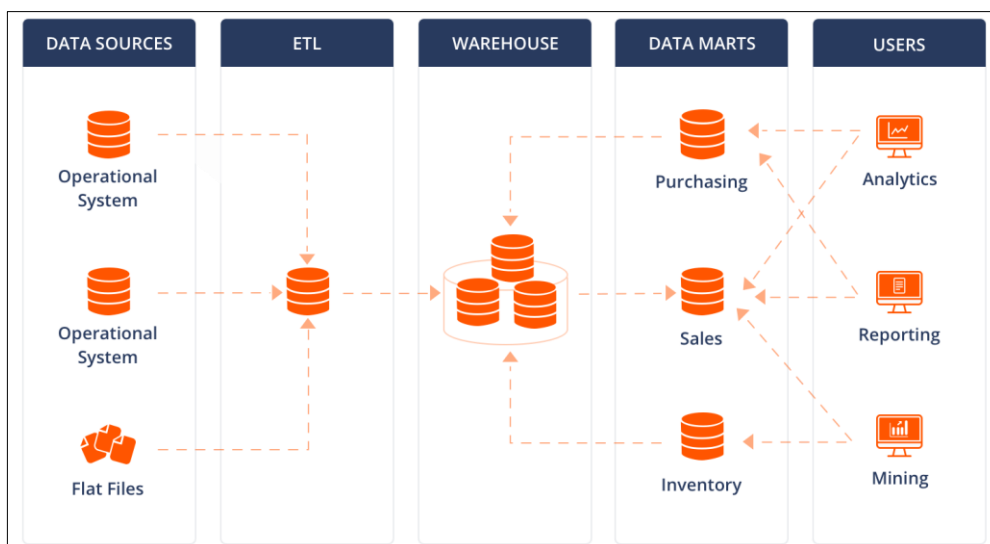 DATA SOURCES
ETL
WAREHOUSE
DATA MARTS
USERS
Operational
System
Purchasing
Analytics
Operational
System
Sales
Reporting
Flat Files
Inventory
Mining